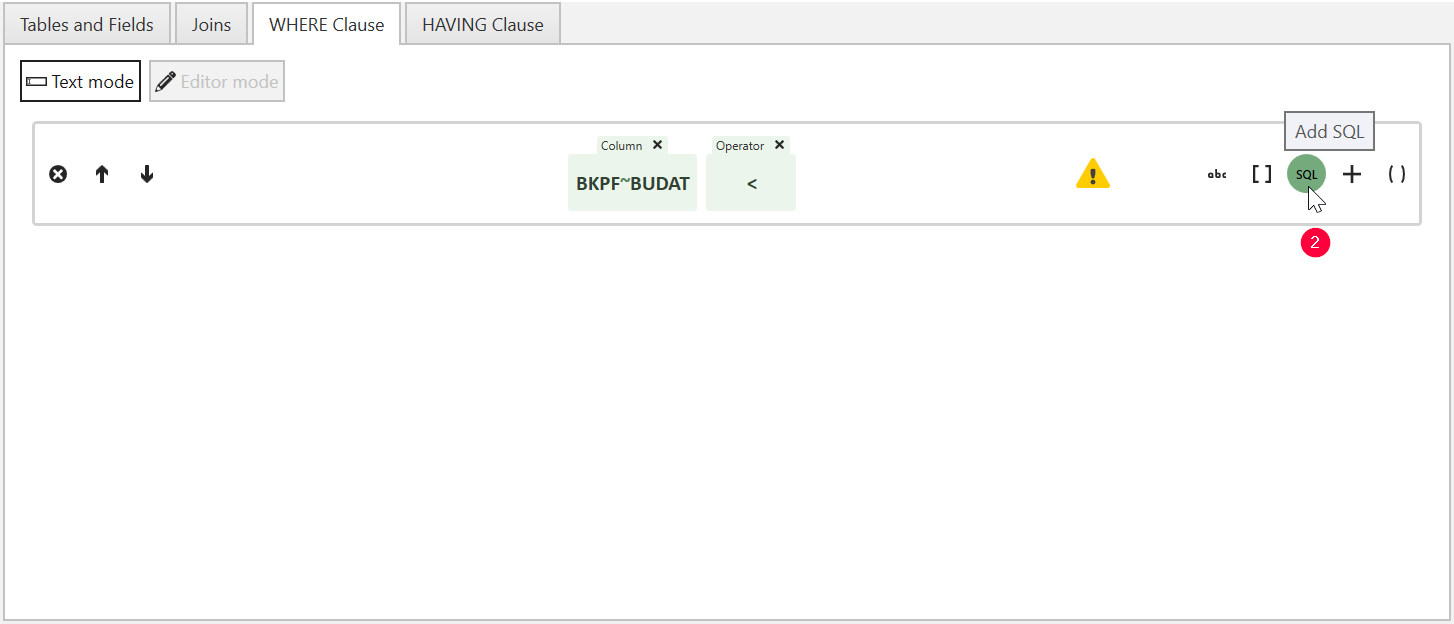 Tables and Fields Joins WHERE Clause HAVING Clause
Text mode Editor mode
Add SQL
Column Operator
BKPF~BUDAT <
abc [ ] SQL + ( )
2